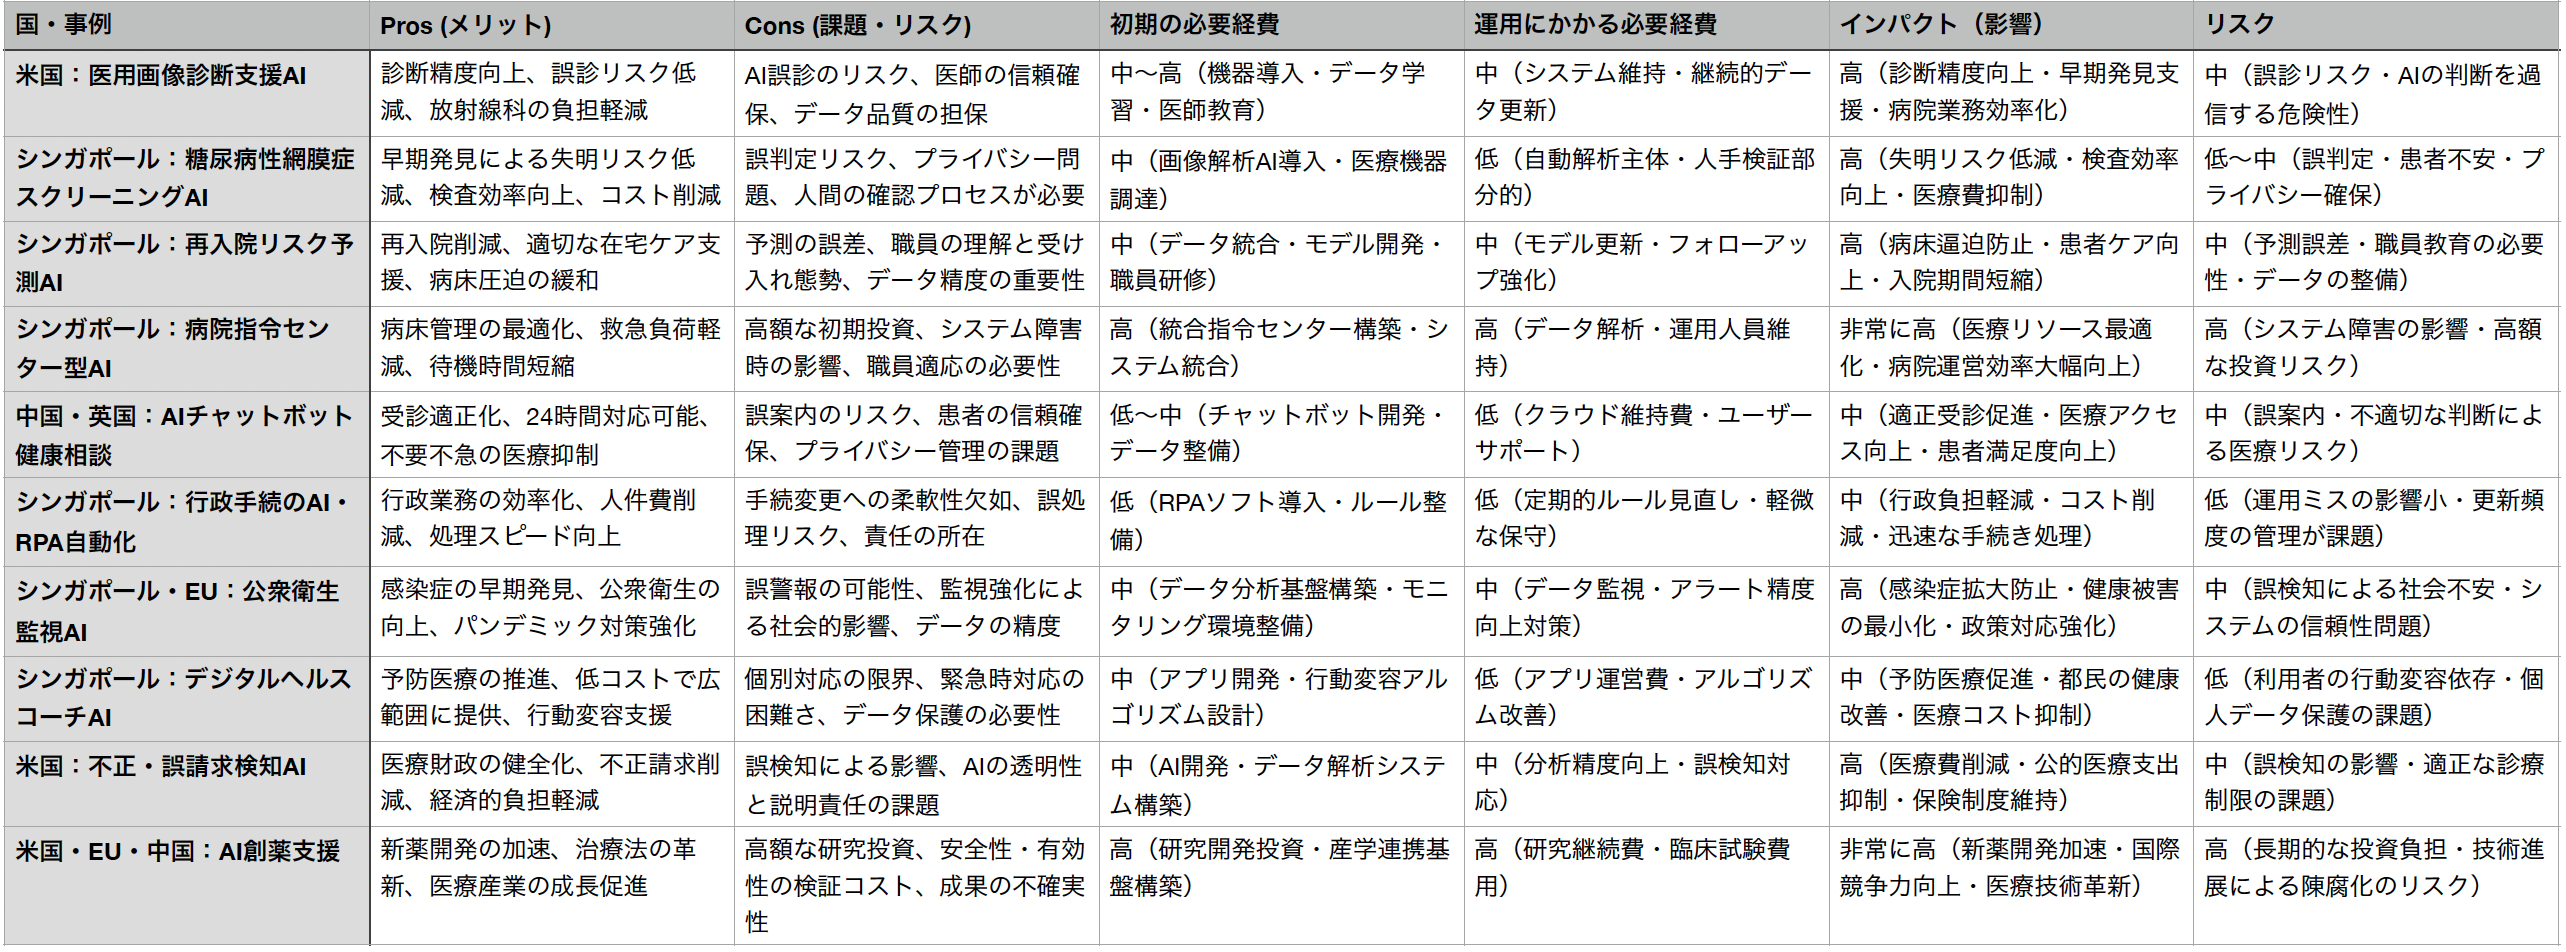 国・事例
Pros (メリット)
Cons (課題・リスク)
初期の必要経費
運用にかかる必要経費
インパクト（影響）
リスク
米国：医用画像診断支援AI
診断精度向上、誤診リスク低
減、放射線科の負担軽減
AI誤診のリスク、医師の信頼確
保、データ品質の担保
中〜高（機器導入・データ学
習・医師教育）
中（システム維持・継続的デー
タ更新）
高（診断精度向上・早期発見支
援・病院業務効率化）
中（誤診リスク・AIの判断を過
信する危険性）
シンガポール：糖尿病性網膜症
スクリーニングAI
早期発見による失明リスク低
減、検査効率向上、コスト削減
誤判定リスク、プライバシー問
題、人間の確認プロセスが必要
中（画像解析AI導入・医療機器
調達）
低（自動解析主体・人手検証部
分的）
高（失明リスク低減・検査効率
向上・医療費抑制）
低〜中（誤判定・患者不安・プ
ライバシー確保）
シンガポール：再入院リスク予
測AI
再入院削減、適切な在宅ケア支
援、病床圧迫の緩和
予測の誤差、職員の理解と受け
入れ態勢、データ精度の重要性
中（データ統合・モデル開発・
職員研修）
中（モデル更新・フォローアッ
プ強化）
高（病床逼迫防止・患者ケア向
上・入院期間短縮）
中（予測誤差・職員教育の必要
性・データの整備）
シンガポール：病院指令セン
ター型AI
病床管理の最適化、救急負荷軽
減、待機時間短縮
高額な初期投資、システム障害
時の影響、職員適応の必要性
高（統合指令センター構築・シ
ステム統合）
高（データ解析・運用人員維
持）
非常に高（医療リソース最適
化・病院運営効率大幅向上）
高（システム障害の影響・高額
な投資リスク）
中国・英国：AIチャットボット
健康相談
受診適正化、24時間対応可能、
不要不急の医療抑制
誤案内のリスク、患者の信頼確
保、プライバシー管理の課題
低〜中（チャットボット開発・
データ整備）
低（クラウド維持費・ユーザー
サポート）
中（適正受診促進・医療アクセ
ス向上・患者満足度向上）
中（誤案内・不適切な判断によ
る医療リスク）
シンガポール：行政手続のAI・
RPA自動化
行政業務の効率化、人件費削
減、処理スピード向上
手続変更への柔軟性欠如、誤処
理リスク、責任の所在
低（RPAソフト導入・ルール整
備）
低（定期的ルール見直し・軽微
な保守）
中（行政負担軽減・コスト削
減・迅速な手続き処理）
低（運用ミスの影響小・更新頻
度の管理が課題）
シンガポール・EU：公衆衛生
監視AI
感染症の早期発見、公衆衛生の
向上、パンデミック対策強化
誤警報の可能性、監視強化によ
る社会的影響、データの精度
中（データ分析基盤構築・モニ
タリング環境整備）
中（データ監視・アラート精度
向上対策）
高（感染症拡大防止・健康被害
の最小化・政策対応強化）
中（誤検知による社会不安・シ
ステムの信頼性問題）
シンガポール：デジタルヘルス
コーチAI
予防医療の推進、低コストで広
範囲に提供、行動変容支援
個別対応の限界、緊急時対応の
困難さ、データ保護の必要性
中（アプリ開発・行動変容アル
ゴリズム設計）
低（アプリ運営費・アルゴリズ
ム改善）
中（予防医療促進・都民の健康
改善・医療コスト抑制）
低（利用者の行動変容依存・個
人データ保護の課題）
米国：不正・誤請求検知AI
医療財政の健全化、不正請求削
減、経済的負担軽減
誤検知による影響、AIの透明性
と説明責任の課題
中（AI開発・データ解析システ
ム構築）
中（分析精度向上・誤検知対
応）
高（医療費削減・公的医療支出
抑制・保険制度維持）
中（誤検知の影響・適正な診療
制限の課題）
米国・EU・中国：AI創薬支援
新薬開発の加速、治療法の革
新、医療産業の成長促進
高額な研究投資、安全性・有効
性の検証コスト、成果の不確実
性
高（研究開発投資・産学連携基
盤構築）
高（研究継続費・臨床試験費
用）
非常に高（新薬開発加速・国際
競争力向上・医療技術革新）
高（長期的な投資負担・技術進
展による陳腐化のリスク）